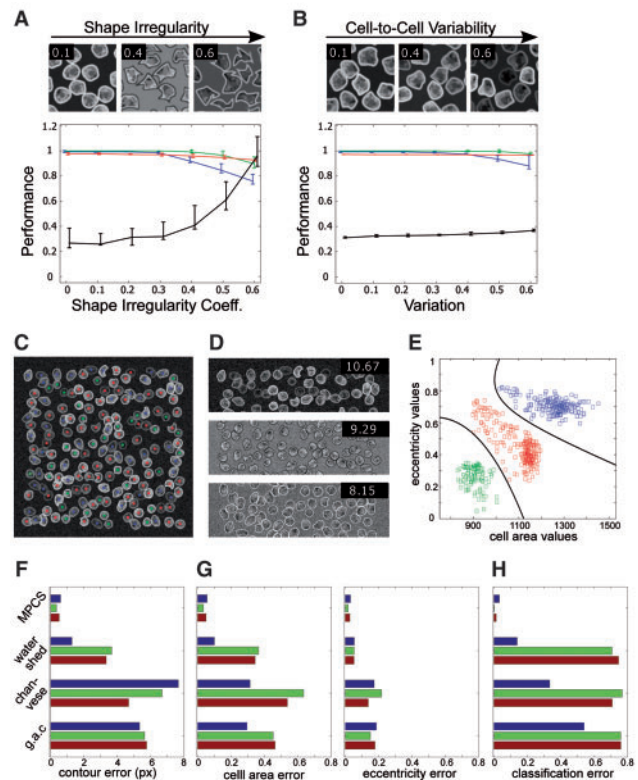 A
Shape Irregularity
0.1
0.4
0.6
Performance
1.2
1
0.8
0.6
0.4
0.2
0
0 0.1 0.2 0.3 0.4 0.5 0.6
Shape Irregularity Coeff.
B
Cell-to-Cell Variability
0.1
0.4
0.6
Performance
1.2
1
0.8
0.6
0.4
0.2
0
0 0.1 0.2 0.3 0.4 0.5 0.6
Variation
C
D
10.67
9.29
8.15
E
eccentricity values
1
0.8
0.6
0.4
0.2
0
900 1100 1300 1500
cell area values
F
MPCS
water
shed
chan-
vese
g.a.c
0 2 4 6 8
contour error (px)
G
0 0.2 0.4 0.6 0.8
celll area error
0 0.2 0.4 0.6 0.8
eccentricity error
H
0 0.2 0.4 0.6 0.8
classification error